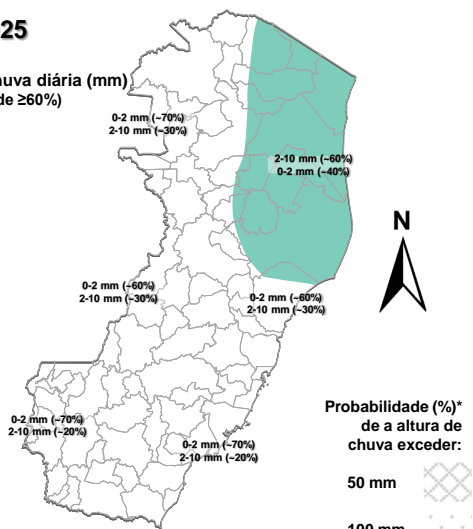 25
uva diária (mm)
de ≥60%)
0-2 mm (~70%)
2-10 mm (~30%)
2-10 mm (~60%)
0-2 mm (~40%)
N
0-2 mm (~60%)
2-10 mm (~30%)
0-2 mm (~60%)
2-10 mm (~30%)
0-2 mm (~70%)
2-10 mm (~20%)
0-2 mm (~70%)
2-10 mm (~20%)
Probabilidade (%)*
de a altura de
chuva exceder:
50 mm
100 mm